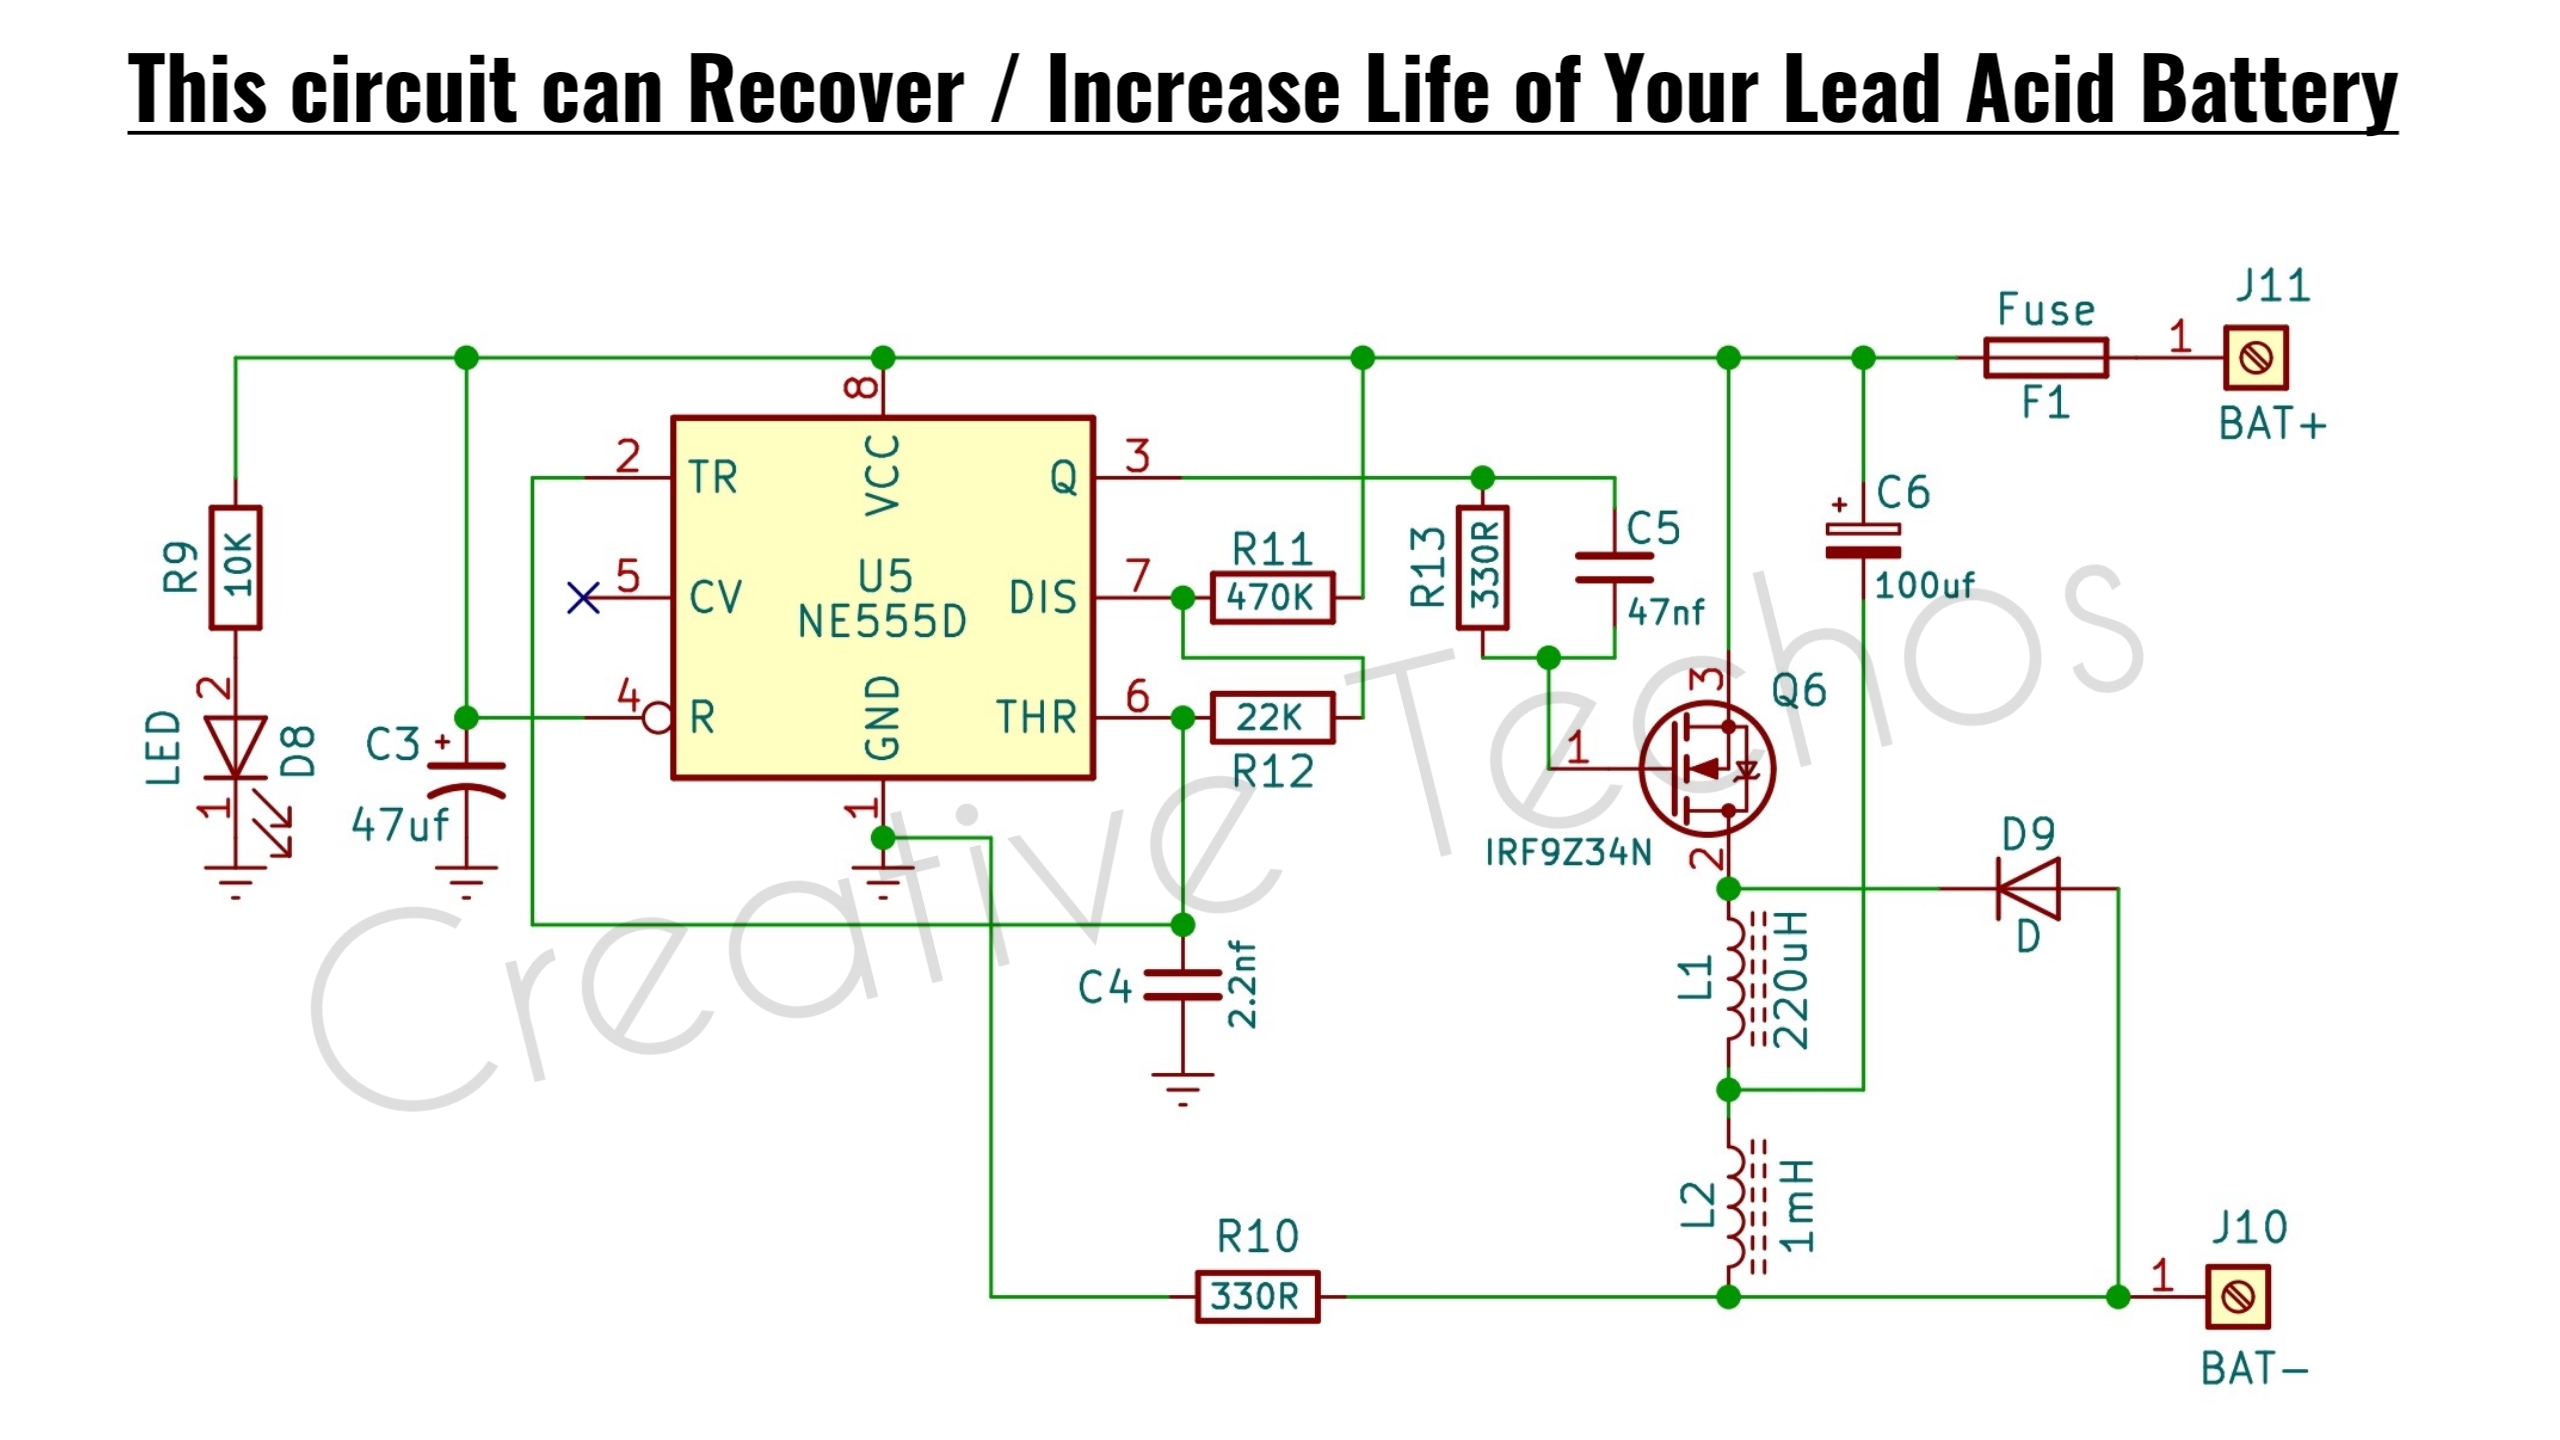 This circuit can Recover / Increase Life of Your Lead Acid Battery
J11
Fuse
1
F1
BAT+
8
2
TR
VCC
Q
3
C6
+
100uf
R9
10K
R11
470K
R13
330R
C5
47nf
5
CV
U5
NE555D
DIS
7
4
R
GND
THR
6
22K
R12
3
Q6
1
IRF9Z34N
2
LED
2
D8
1
C3
+
47uf
1
D9
D
L1
220uH
C4
2.2nf
L2
1mH
R10
330R
J10
1
BAT-
Creative Techos